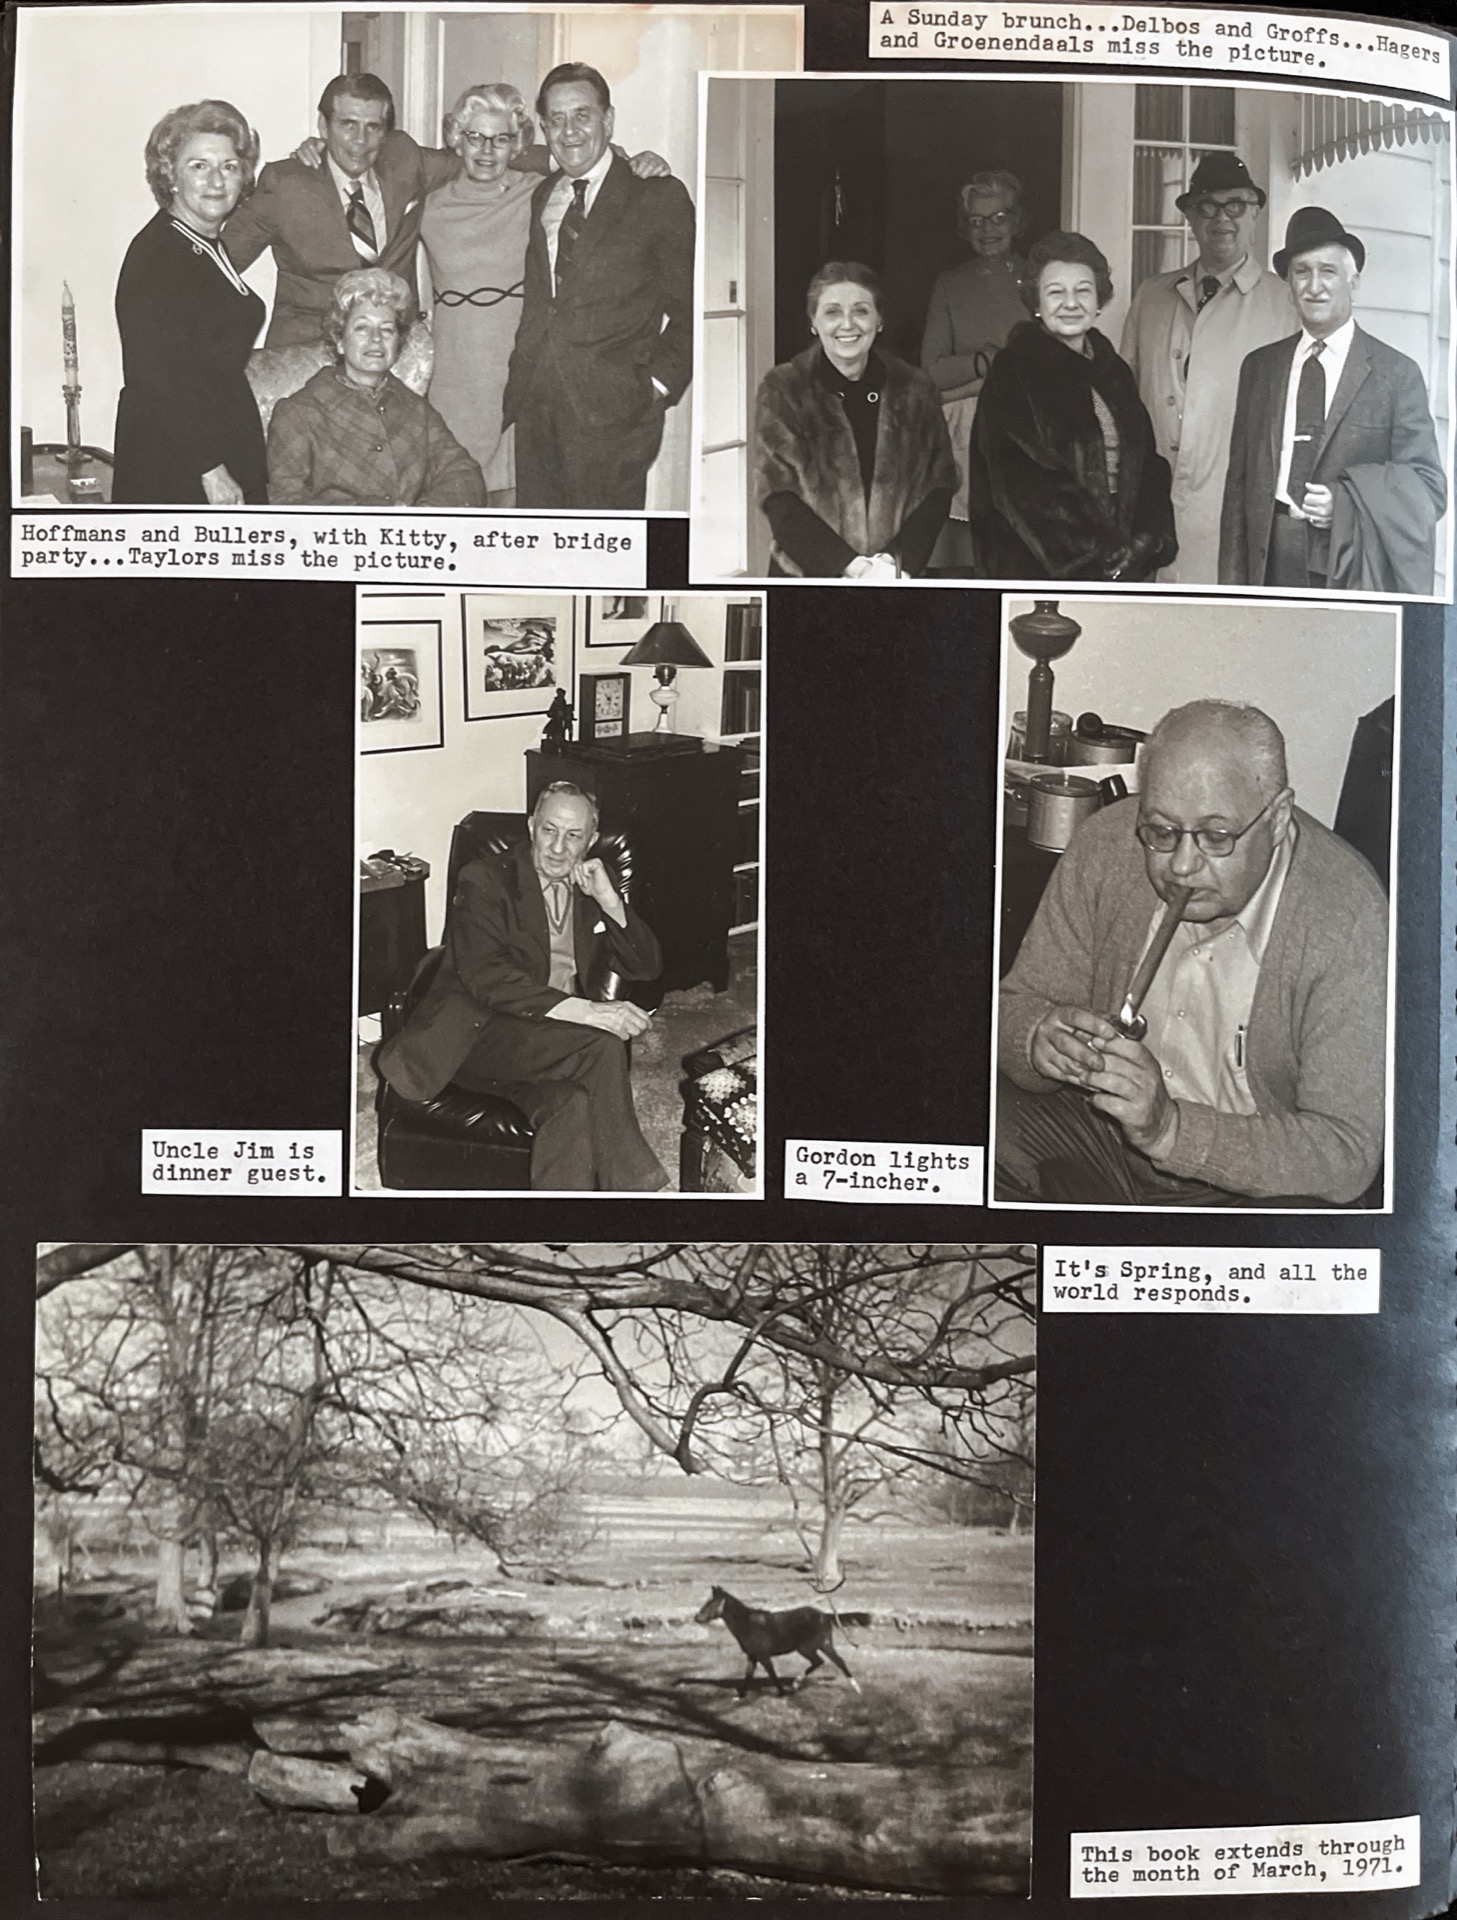 A Sunday brunch...Delbos and Groffs...Hagers
and Groenendaals miss the picture.
Hoffmans and Bullers, with Kitty, after bridge
party...Taylors miss the picture.
Uncle Jim is
dinner guest.
Gordon lights
a 7-incher.
It's Spring, and all the
world responds.
This book extends through
the month of March, 1971.